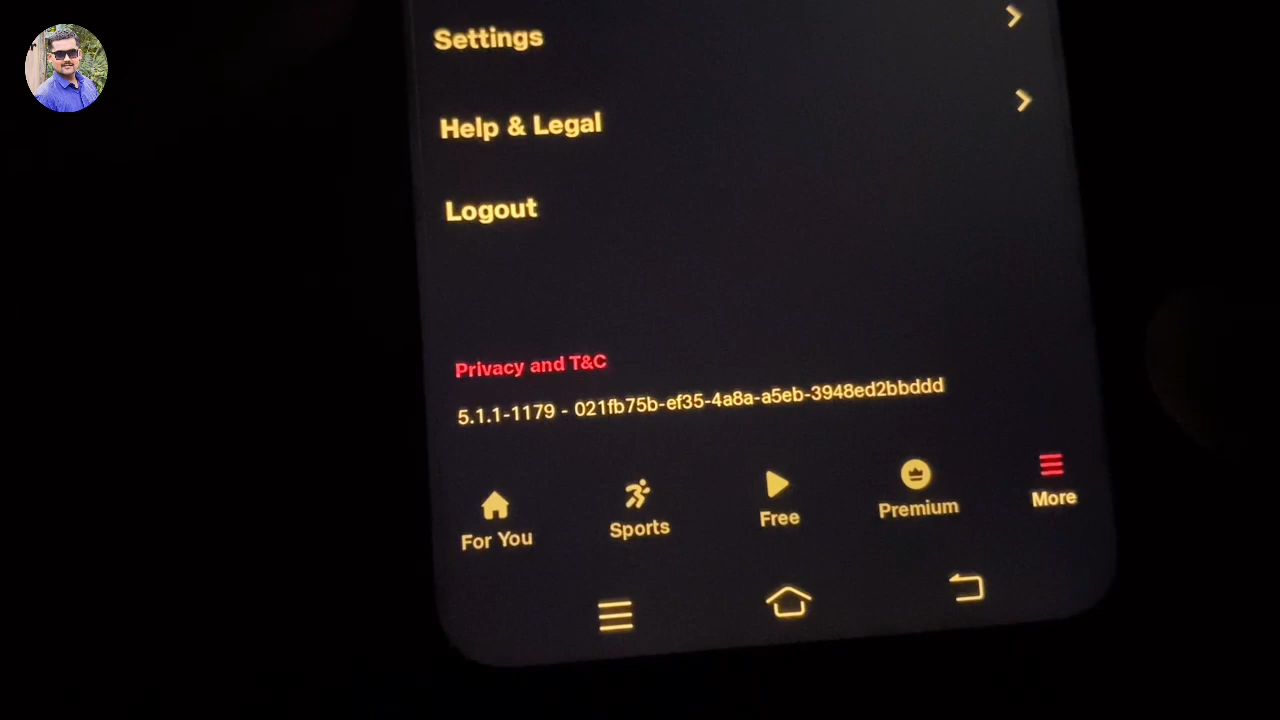 Settings
Help & Legal
Logout
Privacy and T&C
5.1.1-1179 - 021fb75b-ef35-4a8a-a5eb-3948ed2bbddd
For You
Sports
Free
Premium
More